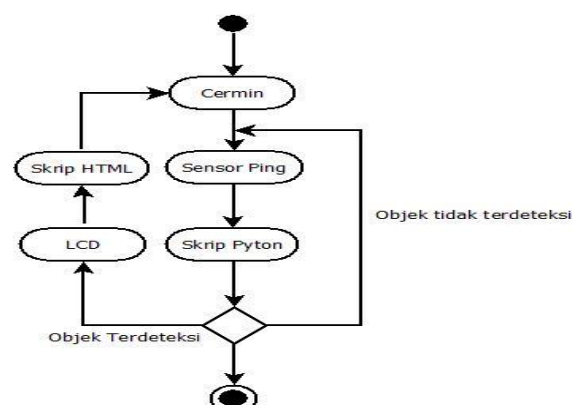 Cermin
Skrip HTML
Sensor Ping
Objek tidak terdeteksi
LCD
Skrip Pyton
Objek Terdeteksi